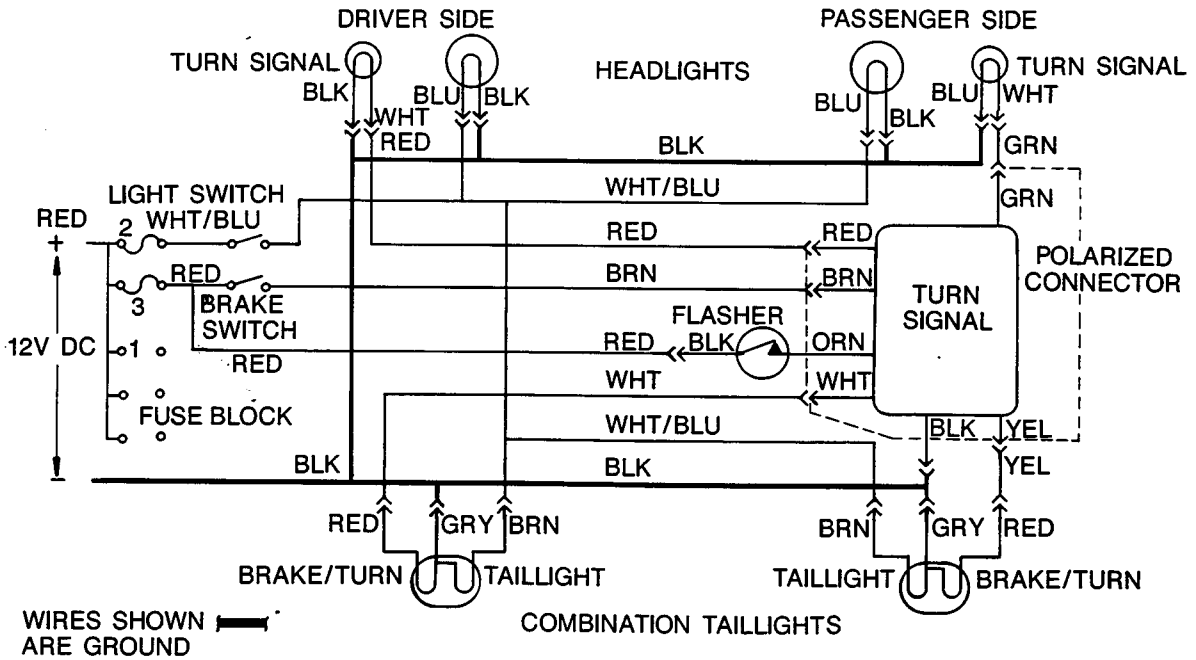 DRIVER SIDE
PASSENGER SIDE
TURN SIGNAL
HEADLIGHTS
TURN SIGNAL
BLK
BLU
BLK
BLU
BLK
BLU
WHT
WHT
RED
BLK
GRN
LIGHT SWITCH
WHT/BLU
WHT/BLU
GRN
RED
2
+
RED
RED
POLARIZED
CONNECTOR
RED
BRN
BRN
3
BRAKE
SWITCH
TURN
SIGNAL
FLASHER
12V DC
1
RED
RED
BLK
ORN
WHT
WHT
FUSE BLOCK
WHT/BLU
BLK
YEL
-
BLK
BLK
YEL
RED
GRY
BRN
BRN
GRY
RED
BRAKE/TURN
TAILLIGHT
TAILLIGHT
BRAKE/TURN
WIRES SHOWN
ARE GROUND
COMBINATION TAILLIGHTS